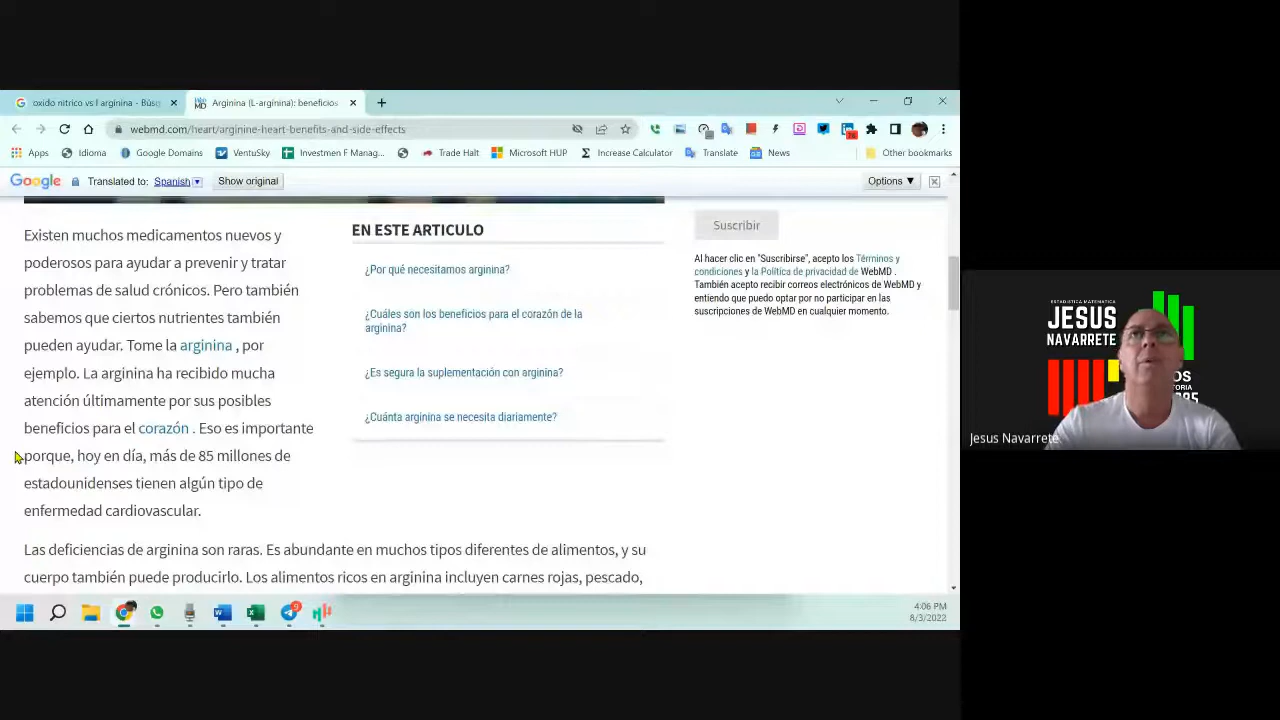 oxido nitrico vs l arginina - Búsq
Arginina (L-arginina): beneficios
webmd.com/heart/arginine-heart-benefits-and-side-effects
Apps
Idioma
Google Domains
VentuSky
Investmen F Manag...
Trade Halt
Microsoft HUP
Increase Calculator
Translate
News
Other bookmarks
Google
Translated to: Spanish
Show original
Options ▼
Existen muchos medicamentos nuevos y
poderosos para ayudar a prevenir y tratar
problemas de salud crónicos. Pero también
sabemos que ciertos nutrientes también
pueden ayudar. Tome la arginina , por
ejemplo. La arginina ha recibido mucha
atención últimamente por sus posibles
beneficios para el corazón . Eso es importante
porque, hoy en día, más de 85 millones de
estadounidenses tienen algún tipo de
enfermedad cardiovascular.
EN ESTE ARTICULO
¿Por qué necesitamos arginina?
¿Cuáles son los beneficios para el corazón de la
arginina?
¿Es segura la suplementación con arginina?
¿Cuánta arginina se necesita diariamente?
Suscribir
Al hacer clic en "Suscribirse", acepto los Términos y
condiciones y la Política de privacidad de WebMD .
También acepto recibir correos electrónicos de WebMD y
entiendo que puedo optar por no participar en las
suscripciones de WebMD en cualquier momento.
Las deficiencias de arginina son raras. Es abundante en muchos tipos diferentes de alimentos, y su
cuerpo también puede producirlo. Los alimentos ricos en arginina incluyen carnes rojas, pescado,
4:06 PM
8/3/2022
ESTADISTICA MATEMATICA
JESUS
NAVARRETE
Jesus Navarrete